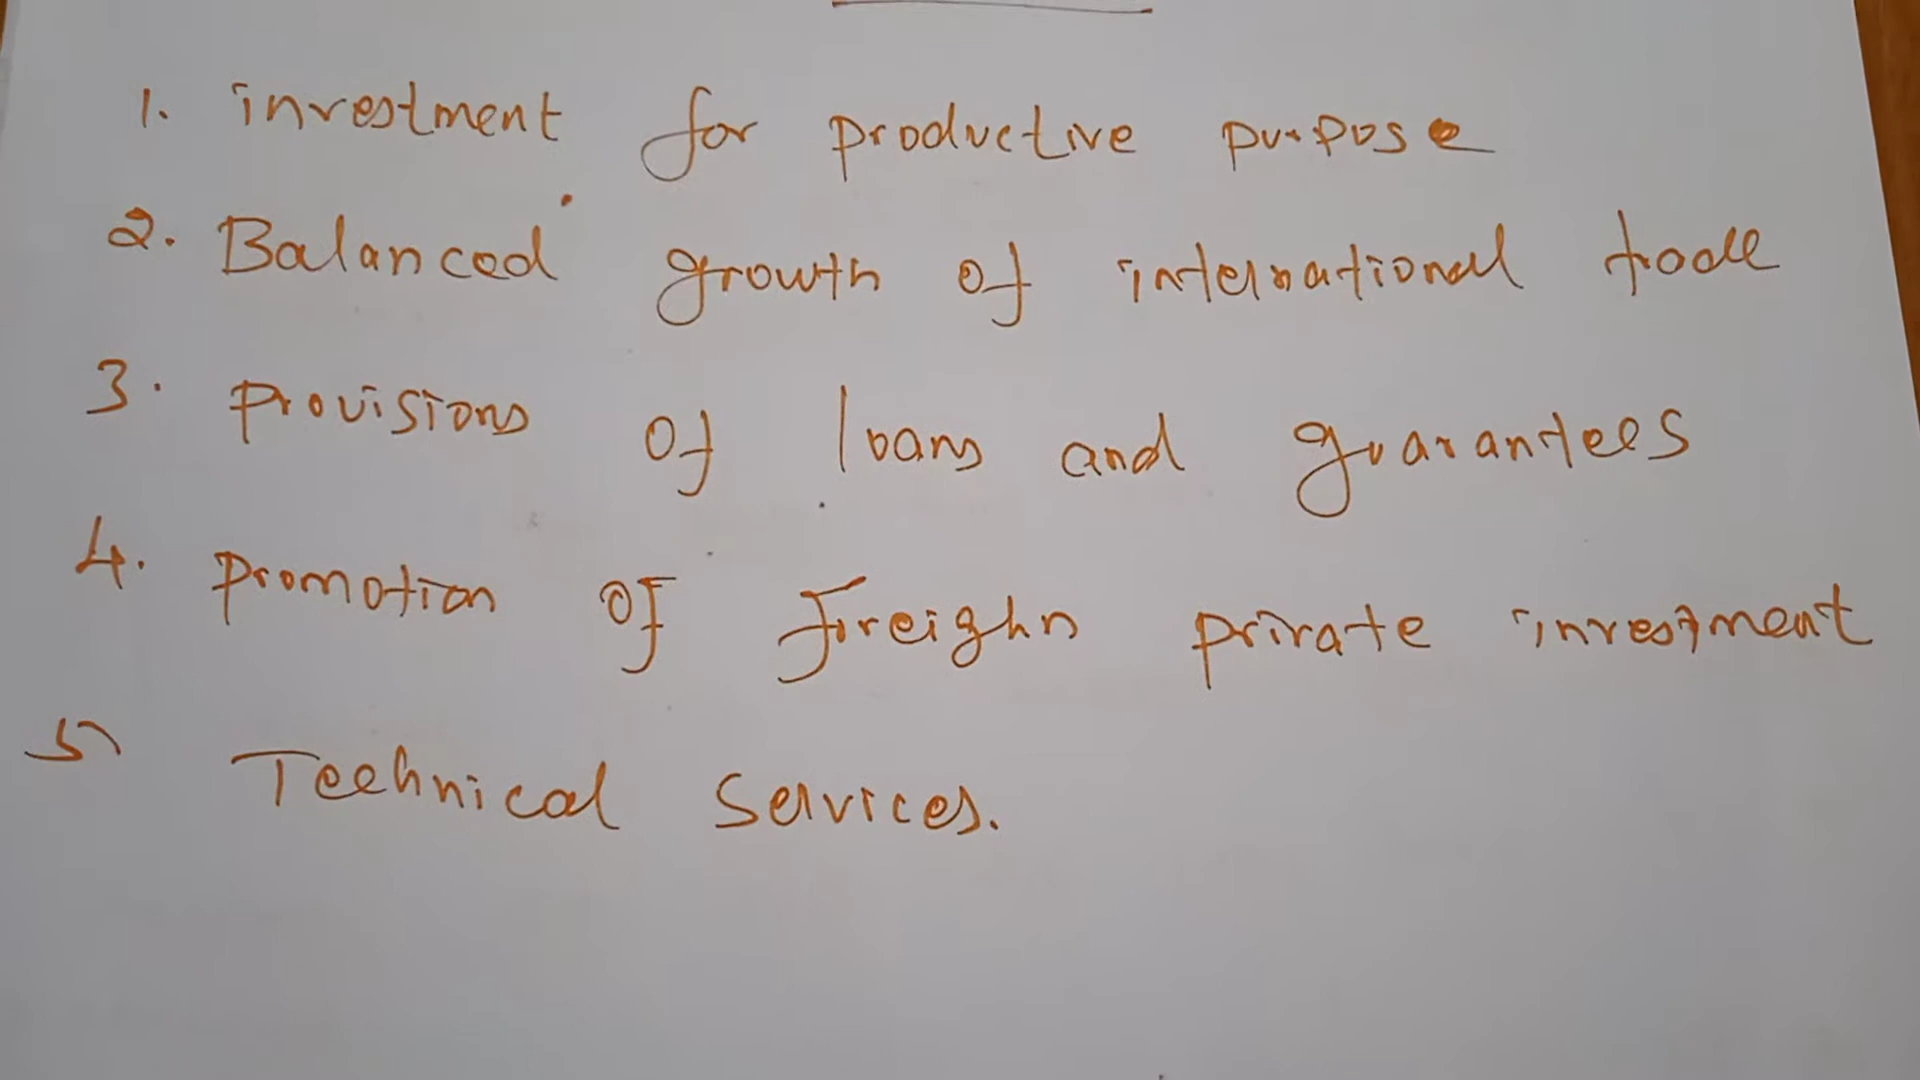 1. investment for productive purpose
2. Balanced growth of international trade
3. provisions of loans and guarantees
4. promotion of foreighn private investment
5 Technical Services.